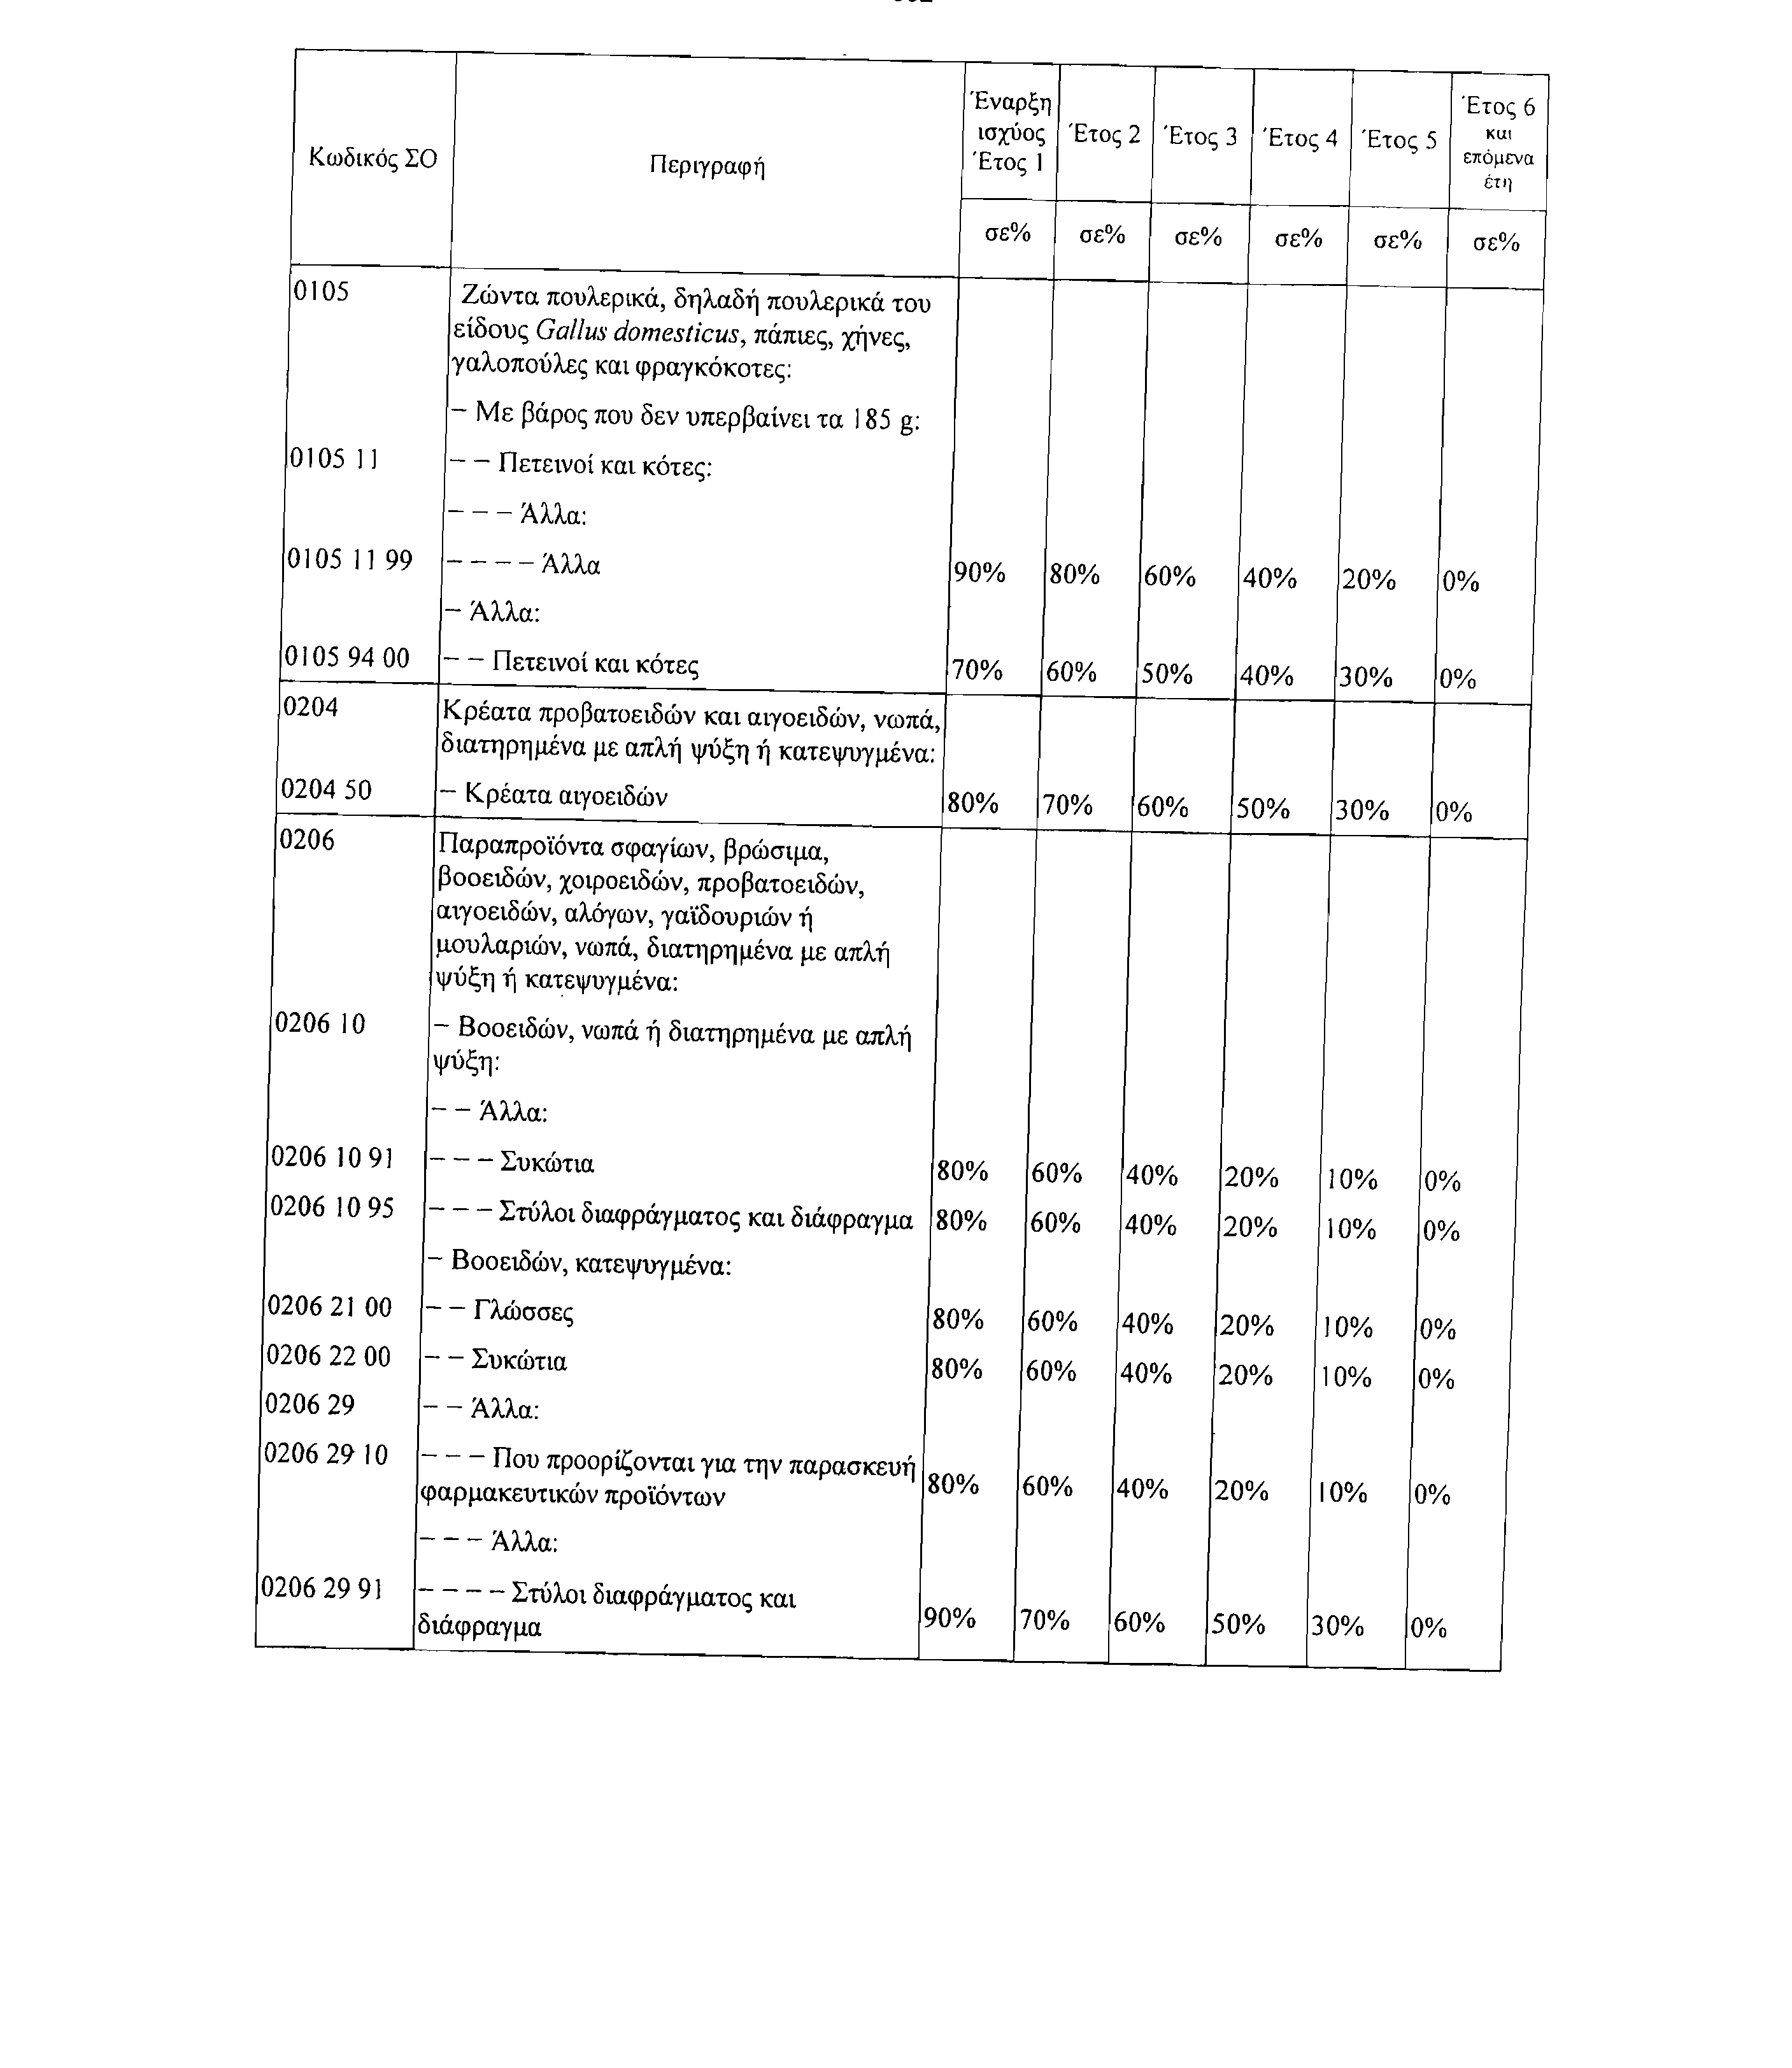 Κωδικός ΣΟ Περιγραφή Έναρξη ισχύος Έτος 1 Έτος 2 Έτος 3 Έτος 4 Έτος 5 Έτος 6 και επόμενα έτη
σε% σε% σε% σε% σε% σε%
0105 Ζώντα πουλερικά, δηλαδή πουλερικά του
είδους Gallus domesticus, πάπιες, χήνες,
γαλοπούλες και φραγκόκοτες:
– Με βάρος που δεν υπερβαίνει τα 185 g:
0105 11 – – Πετεινοί και κότες:
– – – Άλλα:
0105 11 99 – – – – Άλλα 90% 80% 60% 40% 20% 0%
– Άλλα:
0105 94 00 – – Πετεινοί και κότες 70% 60% 50% 40% 30% 0%
0204 Κρέατα προβατοειδών και αιγοειδών, νωπά,
διατηρημένα με απλή ψύξη ή κατεψυγμένα:
0204 50 – Κρέατα αιγοειδών 80% 70% 60% 50% 30% 0%
0206 Παραπροϊόντα σφαγίων, βρώσιμα,
βοοειδών, χοιροειδών, προβατοειδών,
αιγοειδών, αλόγων, γαϊδουριών ή
μουλαριών, νωπά, διατηρημένα με απλή
ψύξη ή κατεψυγμένα:
0206 10 – Βοοειδών, νωπά ή διατηρημένα με απλή
ψύξη:
– – Άλλα:
0206 10 91 – – – Συκώτια 80% 60% 40% 20% 10% 0%
0206 10 95 – – – Στύλοι διαφράγματος και διάφραγμα 80% 60% 40% 20% 10% 0%
– Βοοειδών, κατεψυγμένα:
0206 21 00 – – Γλώσσες 80% 60% 40% 20% 10% 0%
0206 22 00 – – Συκώτια 80% 60% 40% 20% 10% 0%
0206 29 – – Άλλα:
0206 29 10 – – – Που προορίζονται για την παρασκευή
φαρμακευτικών προϊόντων 80% 60% 40% 20% 10% 0%
– – – Άλλα:
0206 29 91 – – – – Στύλοι διαφράγματος και
διάφραγμα 90% 70% 60% 50% 30% 0%